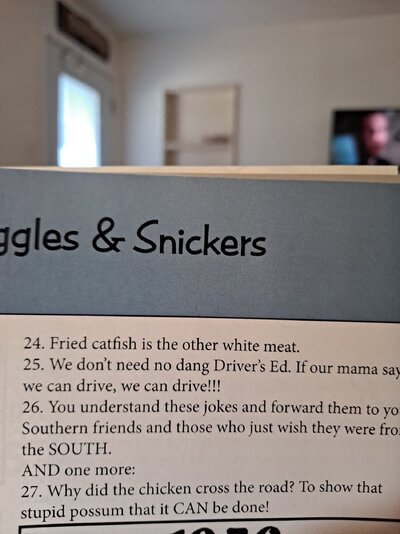 ggles & Snickers
24. Fried catfish is the other white meat.
25. We don't need no dang Driver's Ed. If our mama say
we can drive, we can drive!!!
26. You understand these jokes and forward them to yo
Southern friends and those who just wish they were fro
the SOUTH.
AND one more:
27. Why did the chicken cross the road? To show that
stupid possum that it CAN be done!